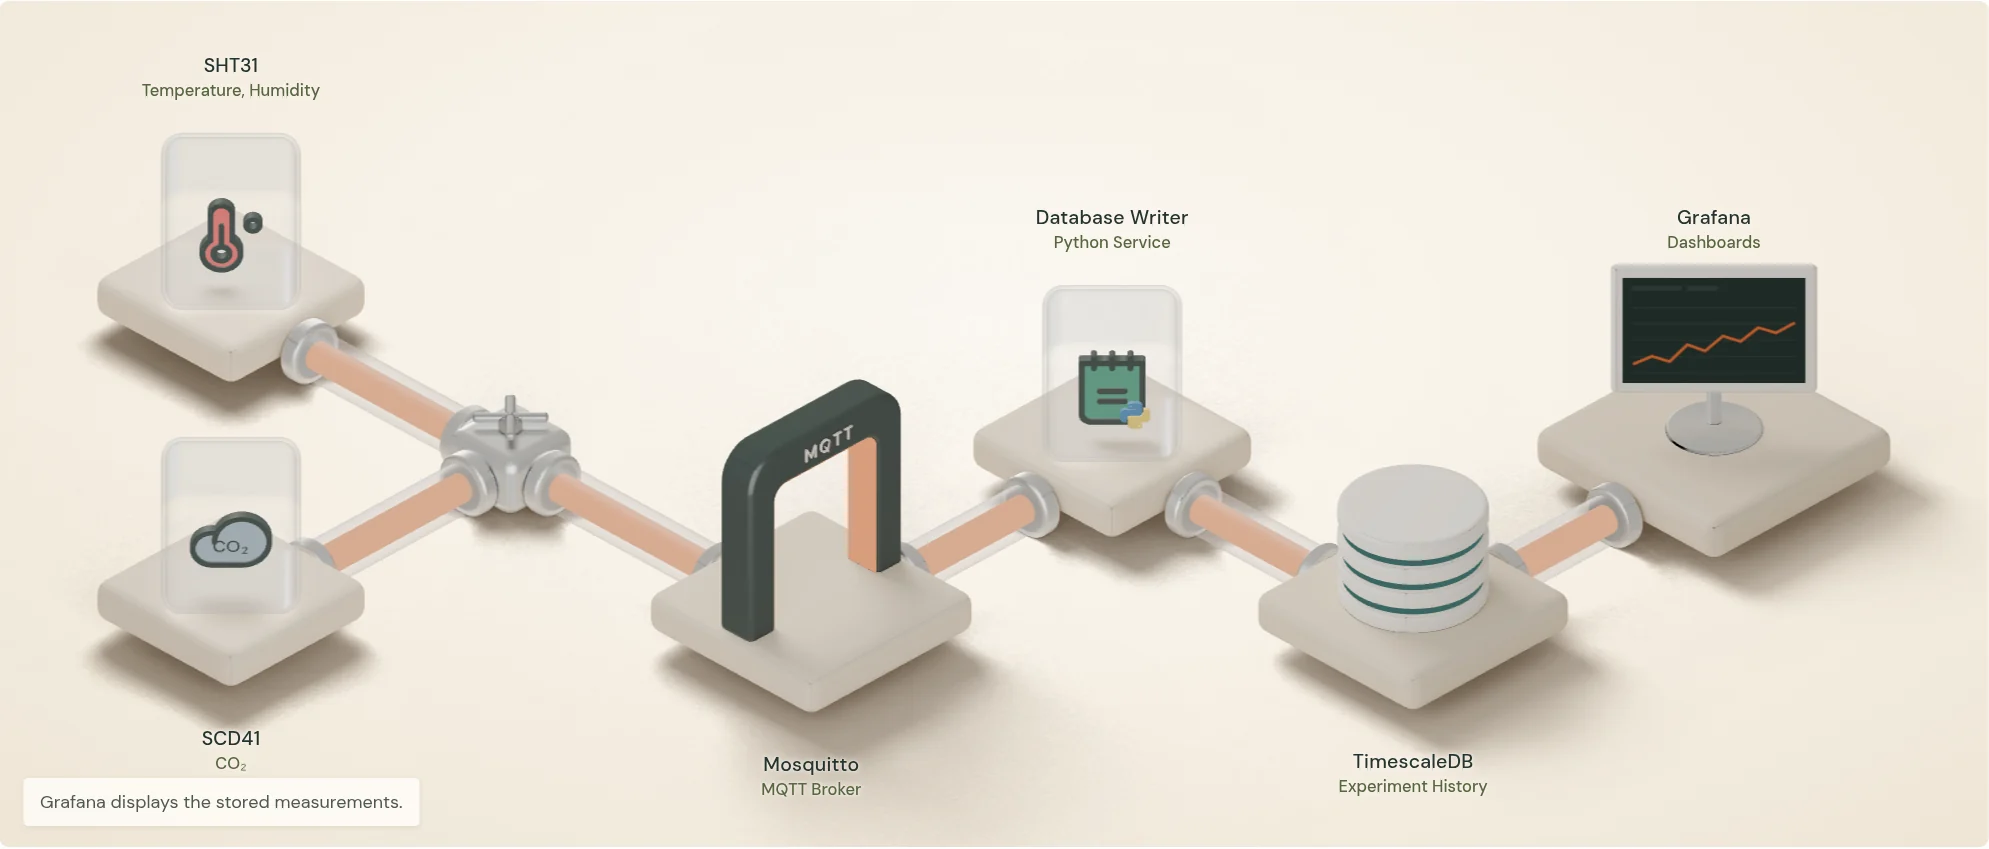 SHT31
Temperature, Humidity
CO₂
SCD41
CO₂
Grafana displays the stored measurements.
MQTT
Mosquitto
MQTT Broker
Database Writer
Python Service
TimescaleDB
Experiment History
Grafana
Dashboards